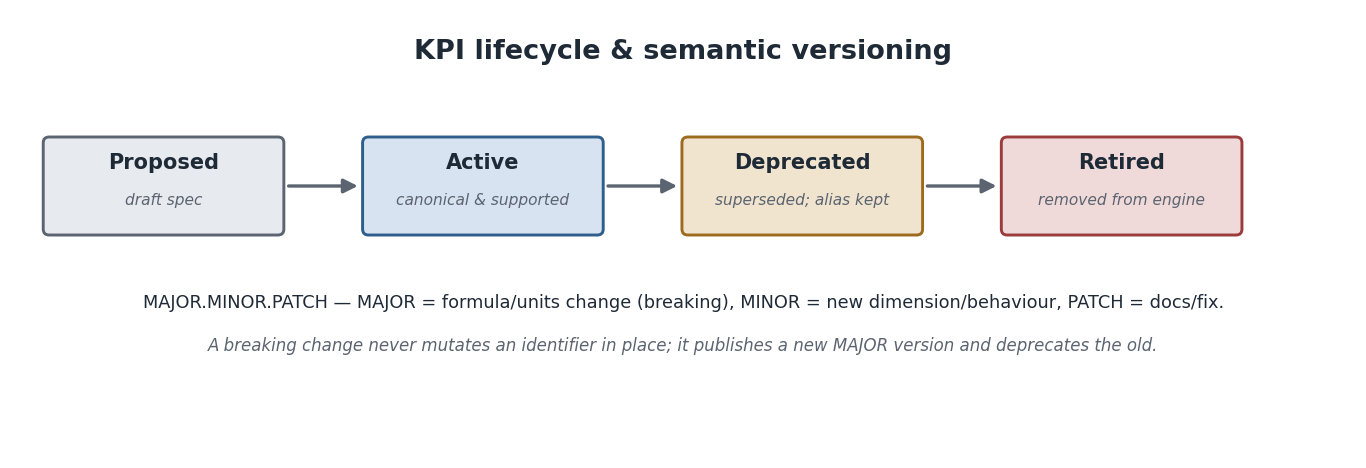 KPI lifecycle & semantic versioning
Proposed
draft spec
Active
canonical & supported
Deprecated
superseded; alias kept
Retired
removed from engine
MAJOR.MINOR.PATCH — MAJOR = formula/units change (breaking), MINOR = new dimension/behaviour, PATCH = docs/fix.
A breaking change never mutates an identifier in place; it publishes a new MAJOR version and deprecates the old.